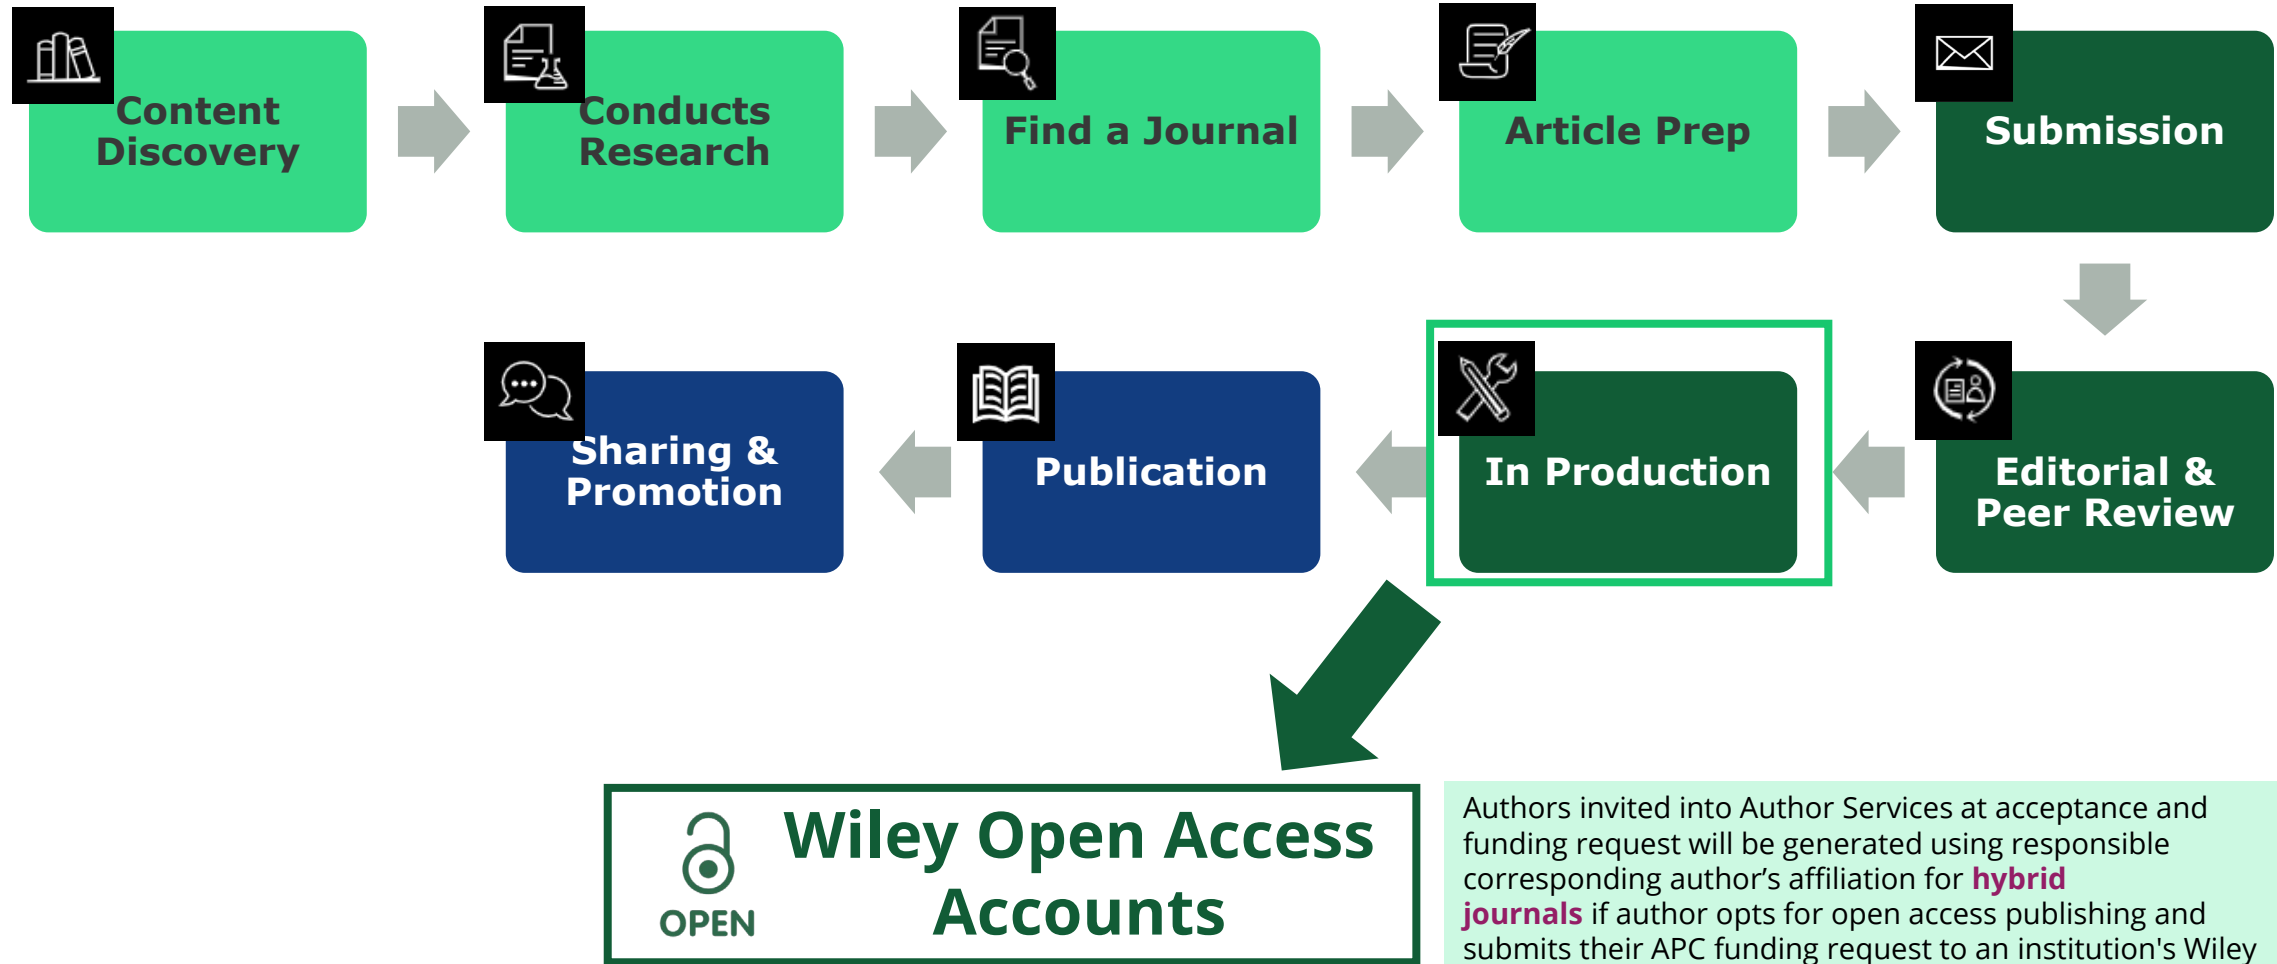 Content
Discovery
Conducts
Research
Find a Journal
Article Prep
Submission
Editorial &
Peer Review
In Production
Publication
Sharing &
Promotion
OPEN
Wiley Open Access
Accounts
Authors invited into Author Services at acceptance and
funding request will be generated using responsible
corresponding author’s affiliation for hybrid
journals if author opts for open access publishing and
submits their APC funding request to an institution's Wiley